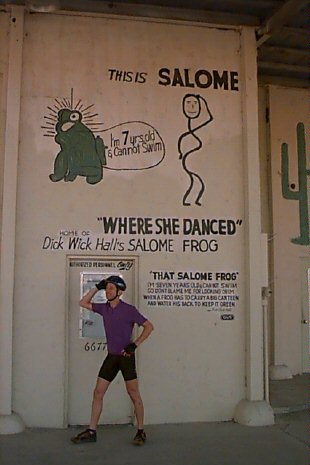 THIS IS SALOME
I'm 7 yrs old
& Cannot Swim
"WHERE SHE DANCED"
HOME OF
Dick Wick Hall's SALOME FROG
AUTHORIZED PERSONNEL Only
"THAT SALOME FROG"
I'M SEVEN YEARS OLD & CANNOT SWIM
SO DON'T BLAME ME FOR LOOKING GRIM
WHEN A FROG HAS TO CARRY A BIG CANTEEN
AND WATER HIS BACK TO KEEP IT GREEN
667